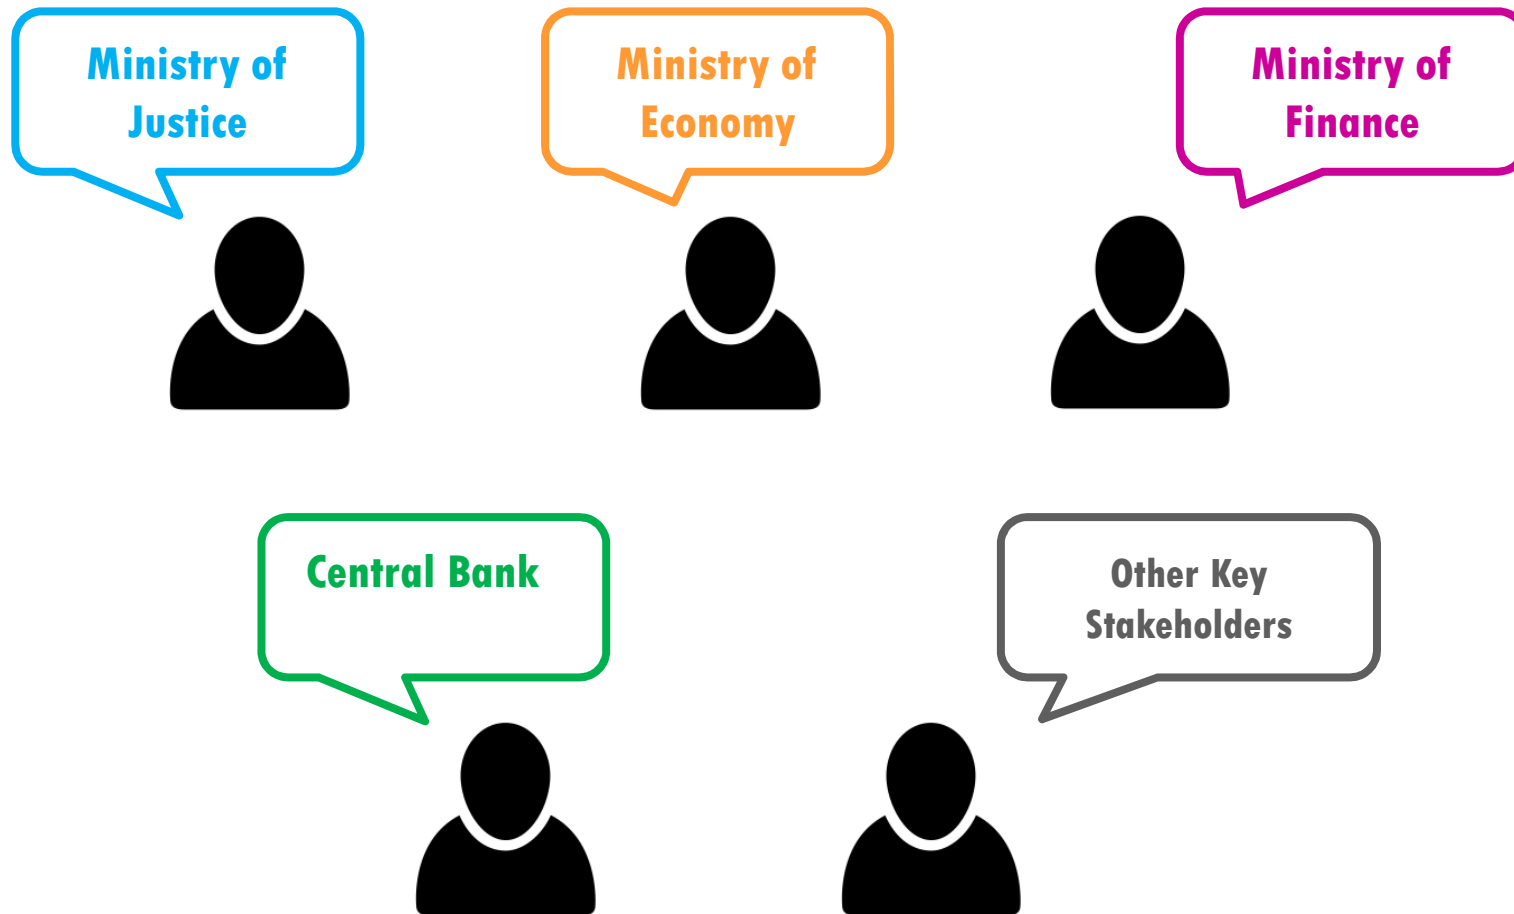 Ministry of
Justice
Ministry of
Economy
Ministry of
Finance
Central Bank
Other Key
Stakeholders